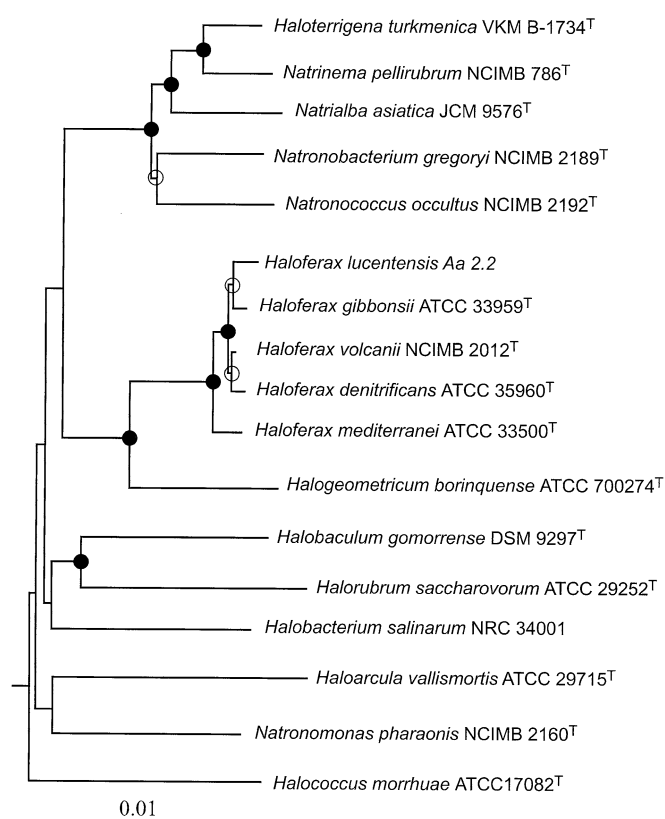 Haloterrigena turkmenica VKM B-1734T
Natrinema pellirubrum NCIMB 786T
Natrialba asiatica JCM 9576T
Natronobacterium gregoryi NCIMB 2189T
Natronococcus occultus NCIMB 2192T
Haloferax lucentensis Aa 2.2
Haloferax gibbonsii ATCC 33959T
Haloferax volcanii NCIMB 2012T
Haloferax denitrificans ATCC 35960T
Haloferax mediterranei ATCC 33500T
Halogeometricum borinquense ATCC 700274T
Halobaculum gomorrense DSM 9297T
Halorubrum saccharovorum ATCC 29252T
Halobacterium salinarum NRC 34001
Haloarcula vallismortis ATCC 29715T
Natronomonas pharaonis NCIMB 2160T
Halococcus morrhuae ATCC17082T
0.01